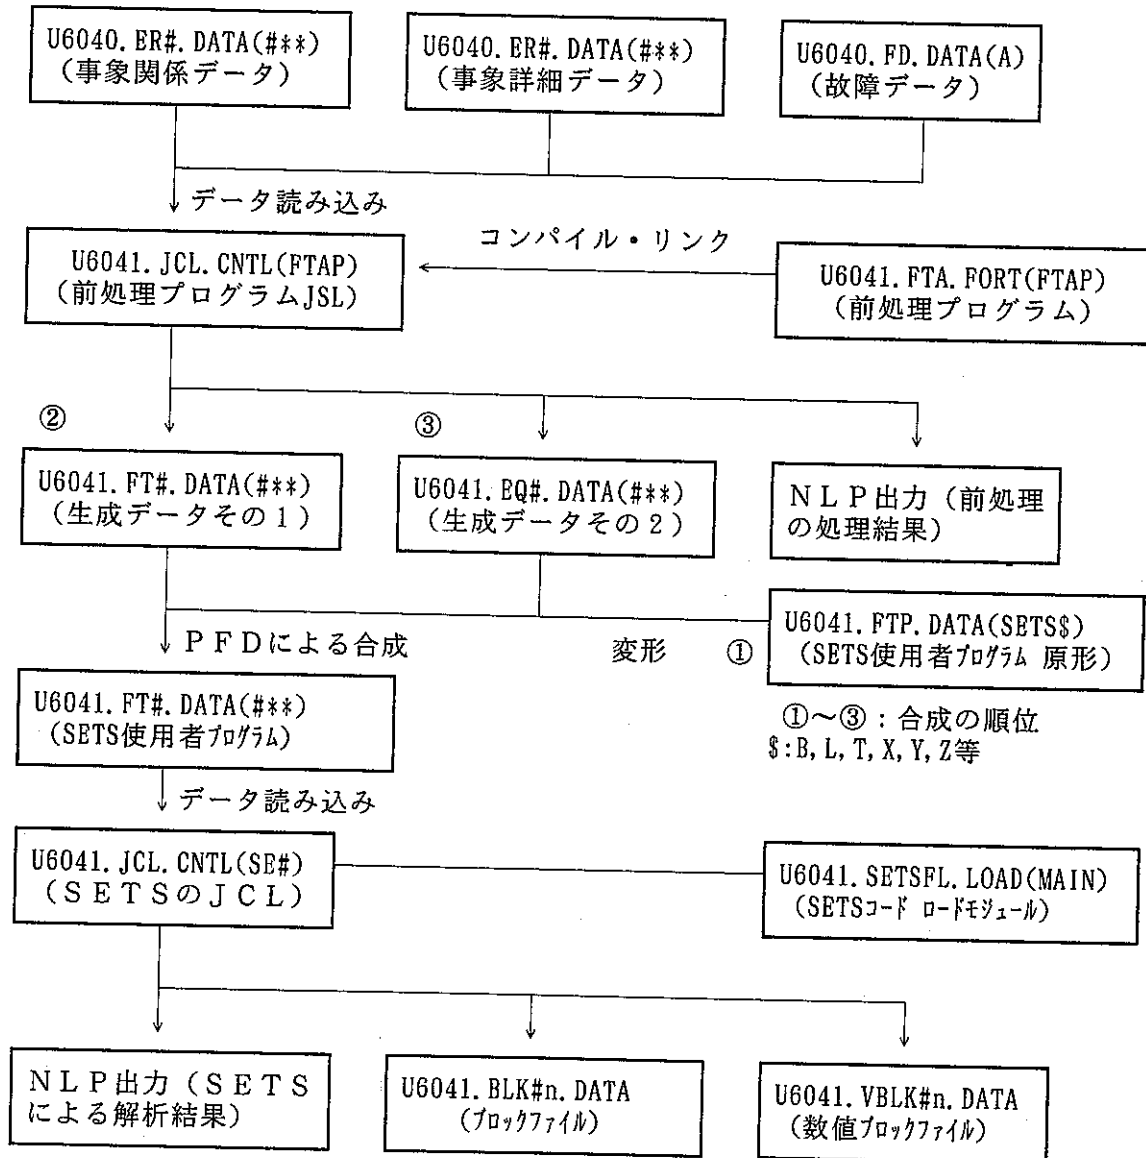 U6040.ER#.DATA(#**)
(事象関係データ)
U6040.ER#.DATA(#**)
(事象詳細データ)
U6040.FD.DATA(A)
(故障データ)
データ読み込み
コンパイル・リンク
U6041.JCL.CNTL(FTAP)
(前処理プログラムJSL)
U6041.FTA.FORT(FTAP)
(前処理プログラム)
②
③
U6041.FT#.DATA(#**)
(生成データその1)
U6041.EQ#.DATA(#**)
(生成データその2)
NLP出力(前処理
の処理結果)
PFDによる合成
変形
①
U6041.FTP.DATA(SETS$)
(SETS使用者プログラム 原形)
U6041.FT#.DATA(#**)
(SETS使用者プログラム)
①~③:合成の順位
$:B,L,T,X,Y,Z等
データ読み込み
U6041.JCL.CNTL(SE#)
(SETSのJCL)
U6041.SETSFL.LOAD(MAIN)
(SETSコード ロードモジュール)
NLP出力(SETS
による解析結果)
U6041.BLK#n.DATA
(ブロックファイル)
U6041.VBLK#n.DATA
(数値ブロックファイル)